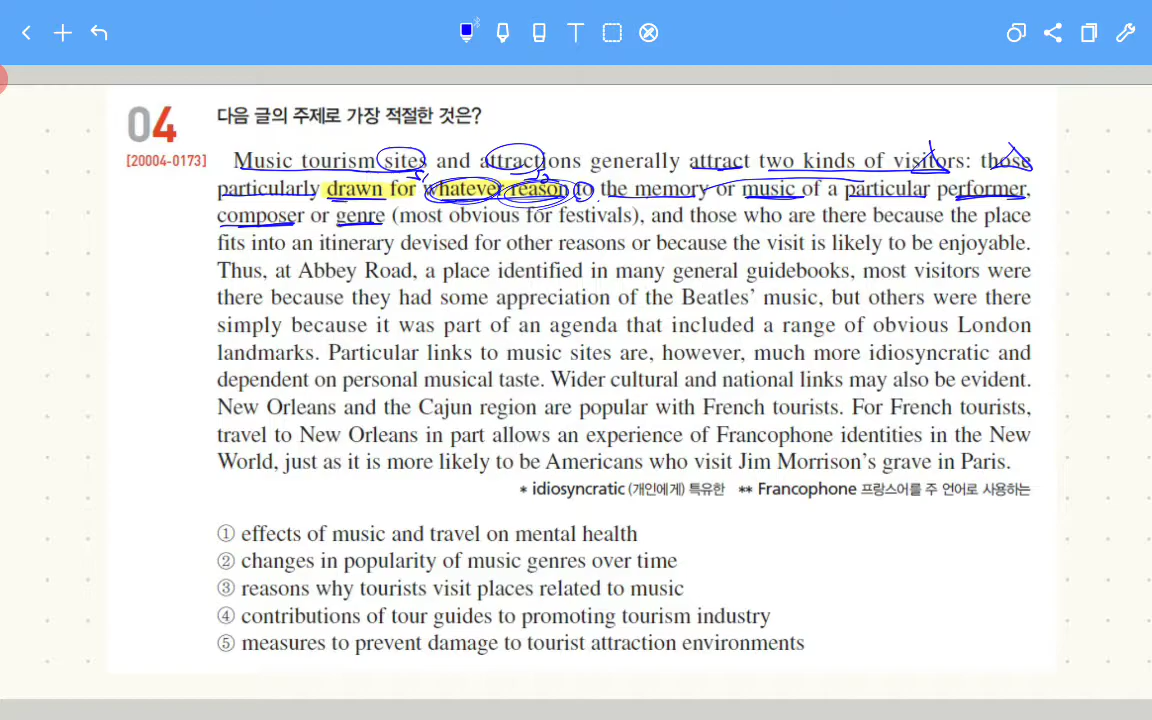 04
다음 글의 주제로 가장 적절한 것은?
[20004-0173]
Music tourism sites and attractions generally attract two kinds of visitors: those
particularly drawn for whatever reason to the memory or music of a particular performer,
composer or genre (most obvious for festivals), and those who are there because the place
fits into an itinerary devised for other reasons or because the visit is likely to be enjoyable.
Thus, at Abbey Road, a place identified in many general guidebooks, most visitors were
there because they had some appreciation of the Beatles' music, but others were there
simply because it was part of an agenda that included a range of obvious London
landmarks. Particular links to music sites are, however, much more idiosyncratic and
dependent on personal musical taste. Wider cultural and national links may also be evident.
New Orleans and the Cajun region are popular with French tourists. For French tourists,
travel to New Orleans in part allows an experience of Francophone identities in the New
World, just as it is more likely to be Americans who visit Jim Morrison's grave in Paris.
* idiosyncratic (개인에게) 특유한 ** Francophone 프랑스어를 주 언어로 사용하는
① effects of music and travel on mental health
② changes in popularity of music genres over time
③ reasons why tourists visit places related to music
④ contributions of tour guides to promoting tourism industry
⑤ measures to prevent damage to tourist attraction environments